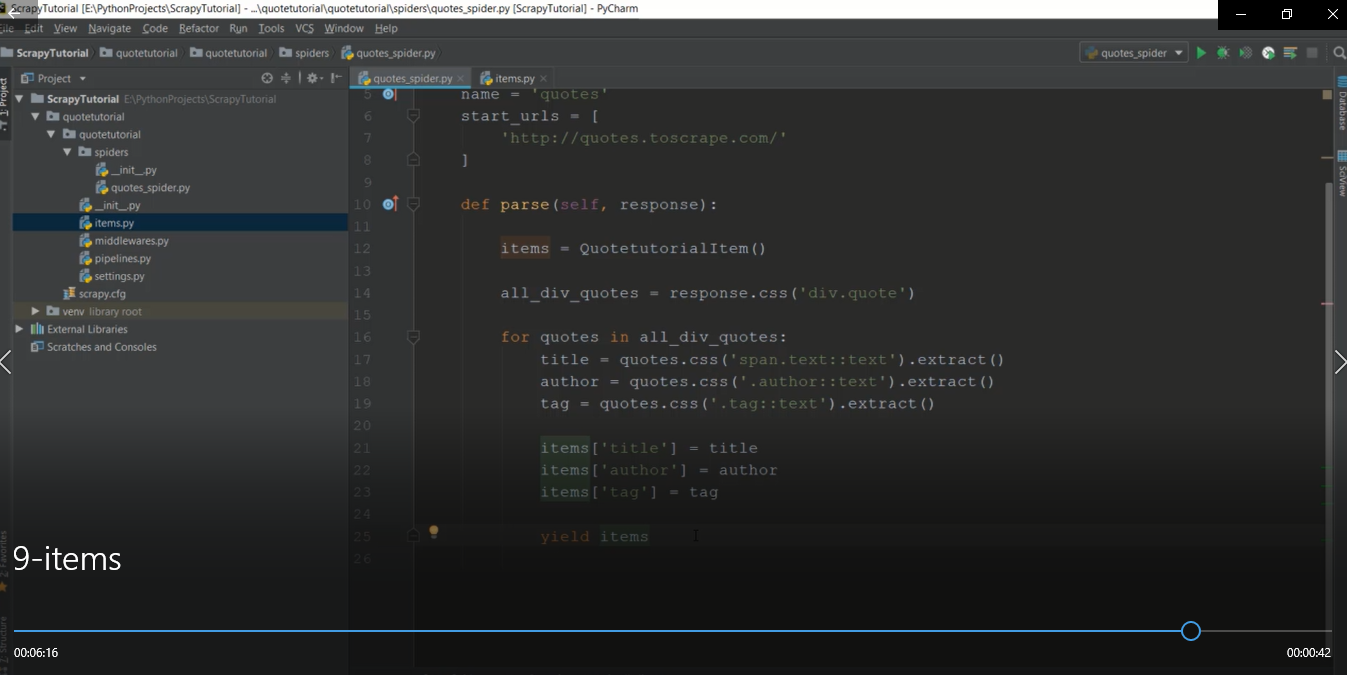 ScrapyTutorial [E:\PythonProjects\ScrapyTutorial] - ...\quotetutorial\quotetutorial\spiders\quotes_spider.py [ScrapyTutorial] - PyCharm
File Edit View Navigate Code Refactor Run Tools VCS Window Help
ScrapyTutorial quotetutorial quotetutorial spiders quotes_spider.py quotes_spider
1: Project
Project
quotes_spider.py items.py
ScrapyTutorial E:\PythonProjects\ScrapyTutorial
quotetutorial
quotetutorial
spiders
__init__.py
quotes_spider.py
__init__.py
items.py
middlewares.py
pipelines.py
settings.py
scrapy.cfg
venv library root
External Libraries
Scratches and Consoles
5 name = 'quotes'
6 start_urls = [
7 'http://quotes.toscrape.com/'
8 ]
9
10 def parse(self, response):
11
12 items = QuotetutorialItem()
13
14 all_div_quotes = response.css('div.quote')
15
16 for quotes in all_div_quotes:
17 title = quotes.css('span.text::text').extract()
18 author = quotes.css('.author::text').extract()
19 tag = quotes.css('.tag::text').extract()
20
21 items['title'] = title
22 items['author'] = author
23 items['tag'] = tag
24
25 yield items
26
Database
SciView
2: Favorites
Z: Structure
9-items
00:06:16
00:00:42